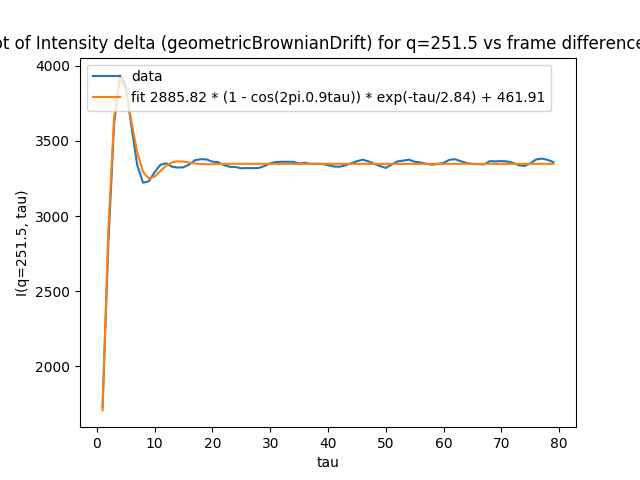 ot of Intensity delta (geometricBrownianDrift) for q=251.5 vs frame difference
data
fit 2885.82 * (1 - cos(2pi.0.9tau)) * exp(-tau/2.84) + 461.91
4000
3500
3000
2500
2000
I(q=251.5, tau)
0 10 20 30 40 50 60 70 80
tau